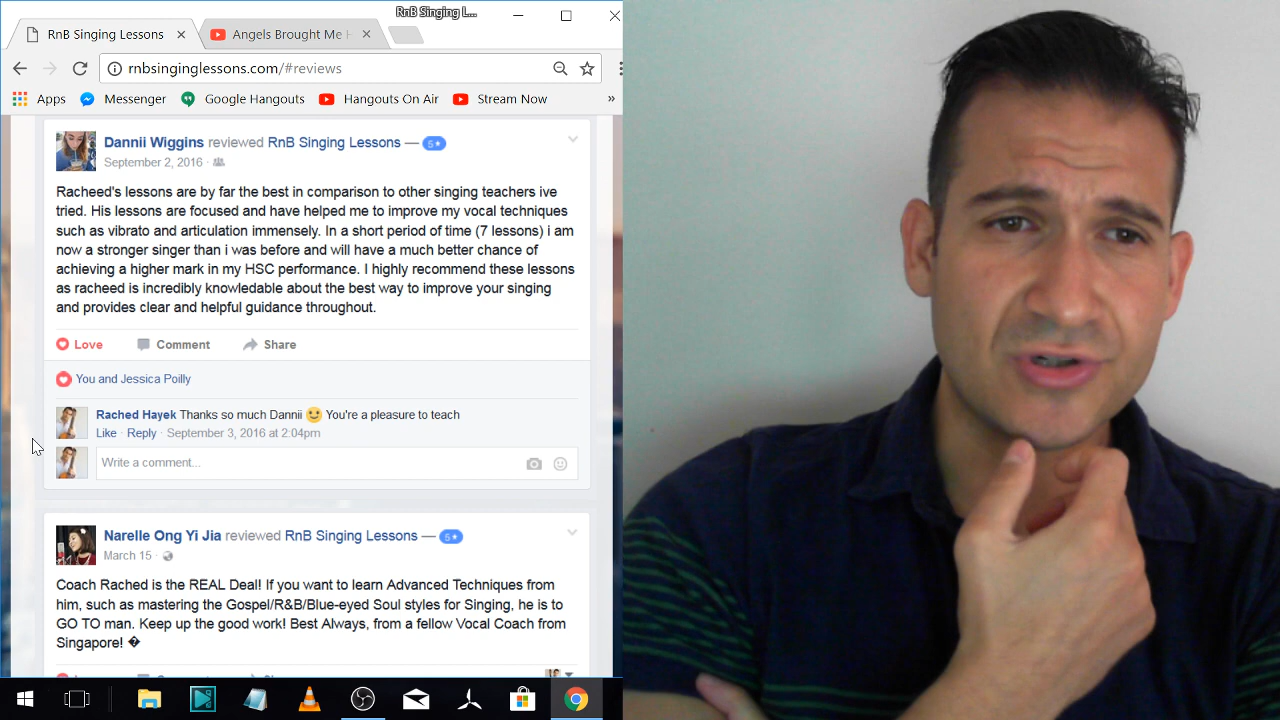 RnB Singing L...
RnB Singing Lessons
Angels Brought Me H
rnbsinginglessons.com/#reviews
Apps Messenger Google Hangouts Hangouts On Air Stream Now »
Dannii Wiggins reviewed RnB Singing Lessons — 5★
September 2, 2016 ·
Racheed's lessons are by far the best in comparison to other singing teachers ive
tried. His lessons are focused and have helped me to improve my vocal techniques
such as vibrato and articulation immensely. In a short period of time (7 lessons) i am
now a stronger singer than i was before and will have a much better chance of
achieving a higher mark in my HSC performance. I highly recommend these lessons
as racheed is incredibly knowledable about the best way to improve your singing
and provides clear and helpful guidance throughout.
Love Comment Share
You and Jessica Poilly
Rached Hayek Thanks so much Dannii 😉 You're a pleasure to teach
Like · Reply · September 3, 2016 at 2:04pm
Write a comment...
Narelle Ong Yi Jia reviewed RnB Singing Lessons — 5★
March 15 ·
Coach Rached is the REAL Deal! If you want to learn Advanced Techniques from
him, such as mastering the Gospel/R&B/Blue-eyed Soul styles for Singing, he is to
GO TO man. Keep up the good work! Best Always, from a fellow Vocal Coach from
Singapore! �